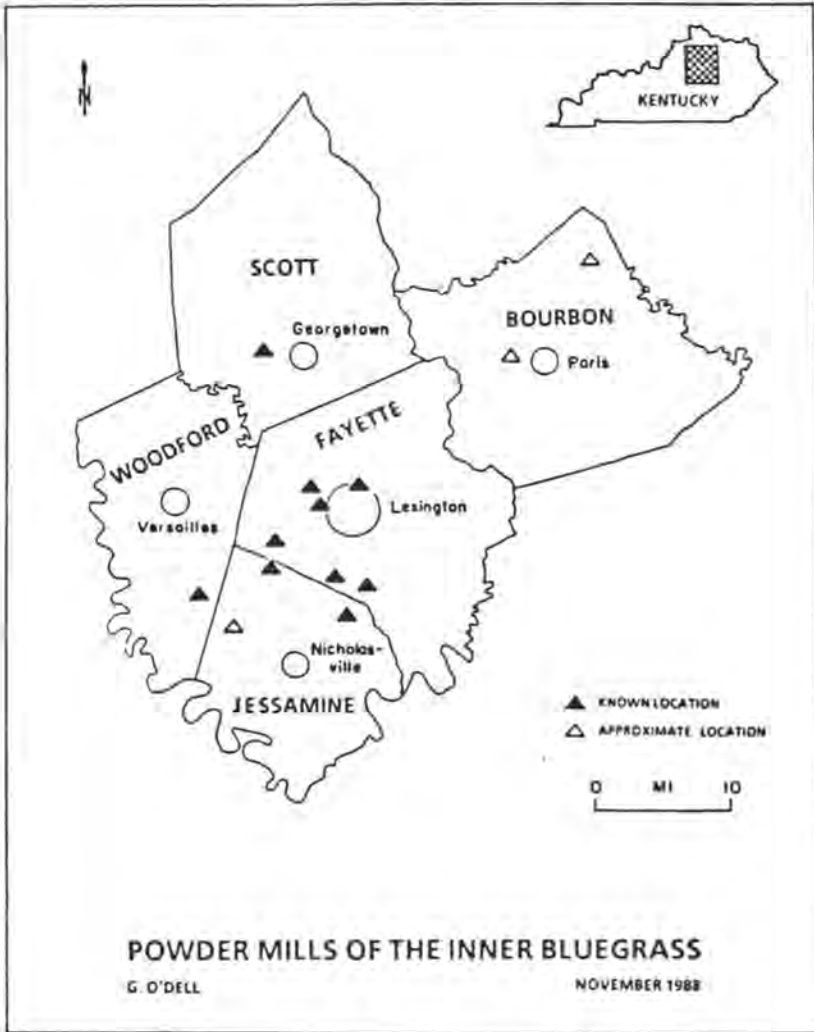 N
KENTUCKY
SCOTT
Georgetown
BOURBON
Paris
WOODFORD
FAYETTE
Versailles
Lexington
Nicholas-
ville
JESSAMINE
KNOWN LOCATION
APPROXIMATE LOCATION
0 MI 10
POWDER MILLS OF THE INNER BLUEGRASS
G. O'DELL
NOVEMBER 1988